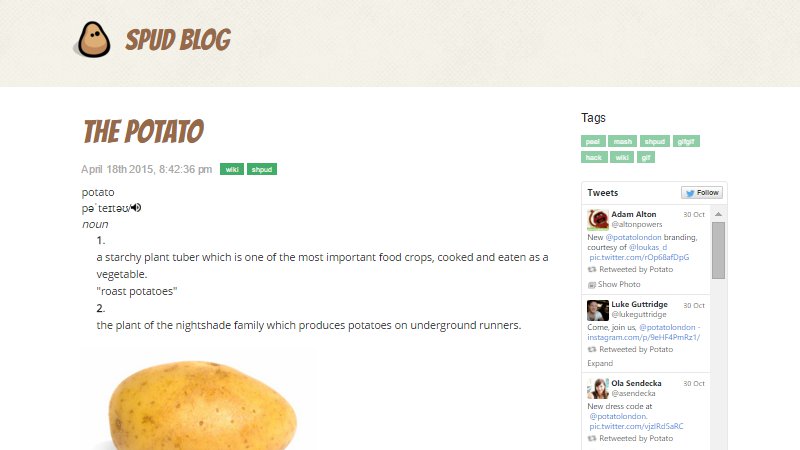 SPUD BLOG
THE POTATO
April 18th 2015, 8:42:36 pm wiki shpud
potato
pəˈteɪtəʊ/
noun
1.
a starchy plant tuber which is one of the most important food crops, cooked and eaten as a
vegetable.
"roast potatoes"
2.
the plant of the nightshade family which produces potatoes on underground runners.
Tags
peel mash shpud gifgif
hack wiki gif
Tweets Follow
Adam Alton 30 Oct
@altonpowers
New @potatolondon branding,
courtesy of @loukas_d
pic.twitter.com/rOp68afDpG
Retweeted by Potato
Show Photo
Luke Guttridge 30 Oct
@lukeguttridge
Come, join us, @potatolondon -
instagram.com/p/9eHF4PmRz1/
Retweeted by Potato
Expand
Ola Sendecka 30 Oct
@asendecka
New dress code at
@potatolondon.
pic.twitter.com/vjzlRdSaRC
Retweeted by Potato